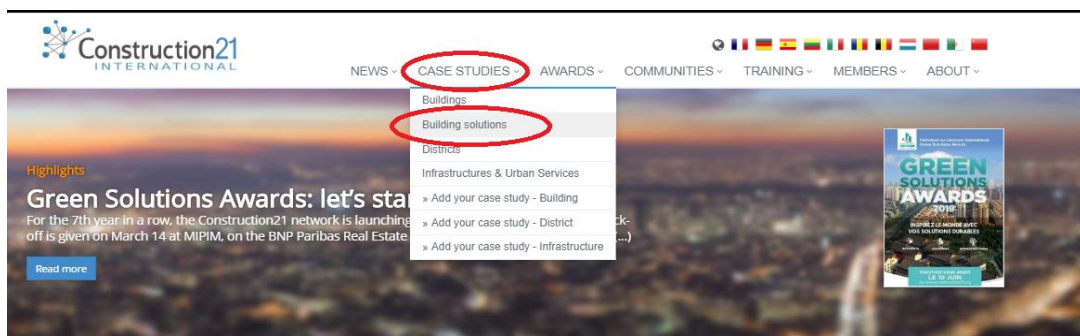 Construction21
INTERNATIONAL
NEWS
CASE STUDIES
AWARDS
COMMUNITIES
TRAINING
MEMBERS
ABOUT
Buildings
Building solutions
Districts
Infrastructures & Urban Services
» Add your case study - Building
» Add your case study - District
» Add your case study - Infrastructure
Highlights
Green Solutions Awards: let's sta
For the 7th year in a row, the Construction21 network is launching
ck-
off is given on March 14 at MIPIM, on the BNP Paribas Real Estate
(...)
Read more
GREEN
SOLUTIONS
AWARDS
2019
INSPIREZ LE MONDE AVEC
VOS SOLUTIONS DURABLES
LE 10 JUIN